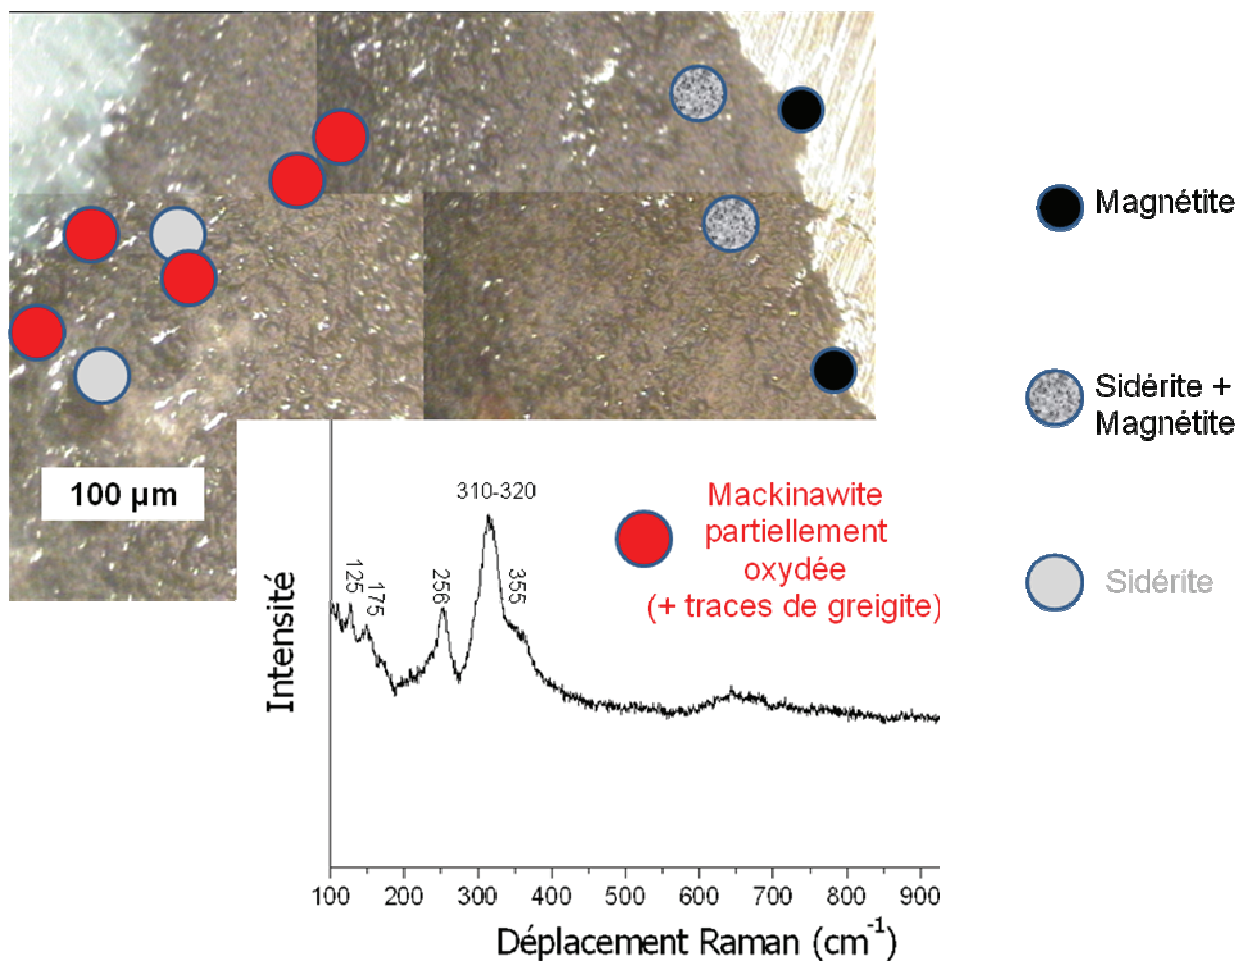 Magnétite
Sidérite +
Magnétite
Sidérite
100 µm
Mackinawite
partiellement
oxydée
(+ traces de greigite)
310-320
125
175
256
355
Intensité
100 200 300 400 500 600 700 800 900
Déplacement Raman (cm⁻¹)